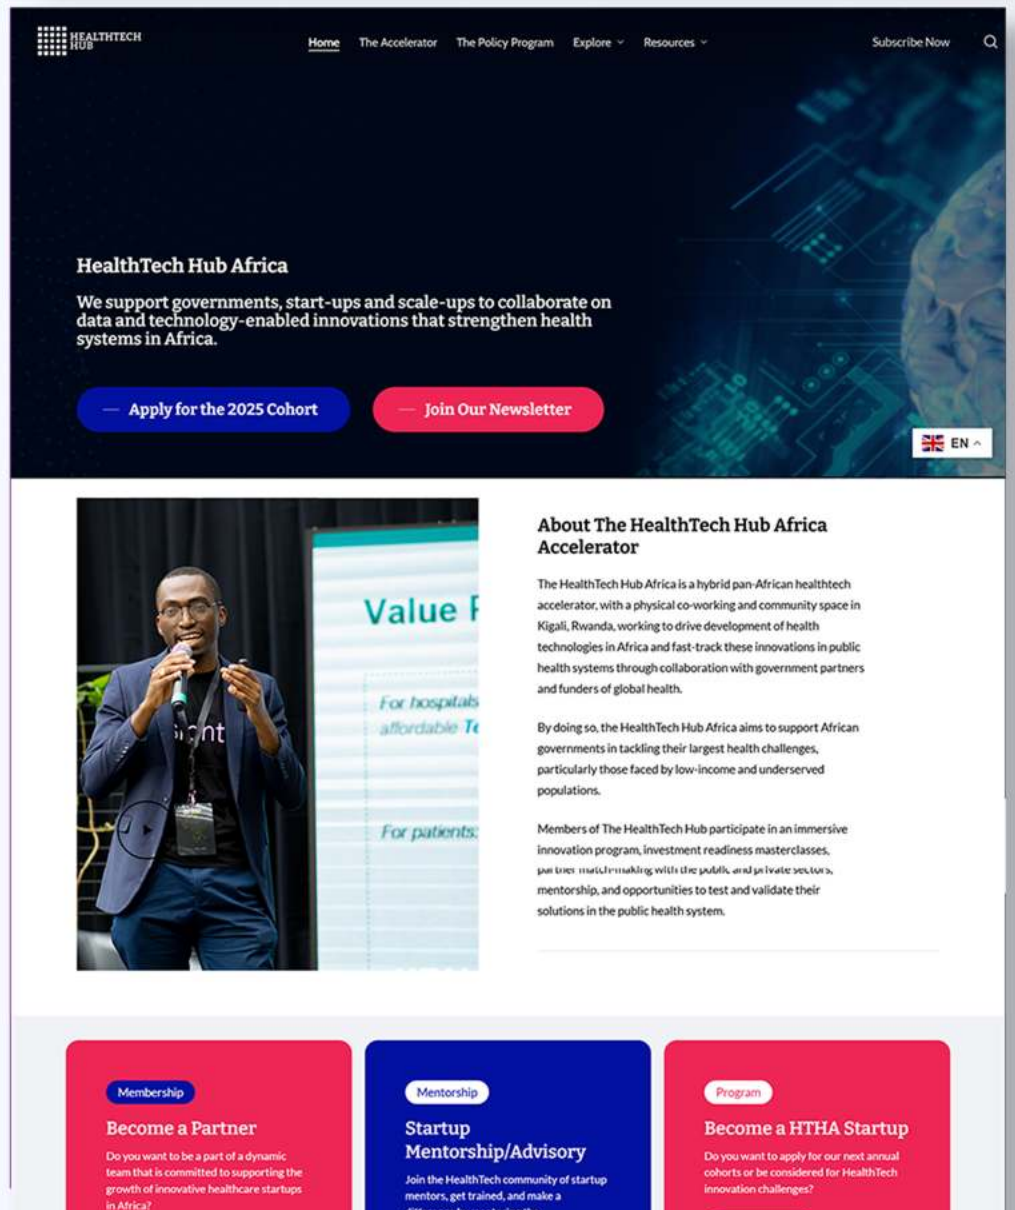 HEALTHTECH
HUB
Home
The Accelerator
The Policy Program
Explore
Resources
Subscribe Now
HealthTech Hub Africa
We support governments, start-ups and scale-ups to collaborate on
data and technology-enabled innovations that strengthen health
systems in Africa.
Apply for the 2025 Cohort
Join Our Newsletter
EN
Value
For hospitals
affordable
For patients:
About The HealthTech Hub Africa
Accelerator
The HealthTech Hub Africa is a hybrid pan-African healthtech
accelerator, with a physical co-working and community space in
Kigali, Rwanda, working to drive development of health
technologies in Africa and fast-track these innovations in public
health systems through collaboration with government partners
and funders of global health.
By doing so, the HealthTech Hub Africa aims to support African
governments in tackling their largest health challenges,
particularly those faced by low-income and underserved
populations.
Members of The HealthTech Hub participate in an immersive
innovation program, investment readiness masterclasses,
partner match-making with the public and private sectors,
mentorship, and opportunities to test and validate their
solutions in the public health system.
Membership
Become a Partner
Do you want to be a part of a dynamic
team that is committed to supporting the
growth of innovative healthcare startups
in Africa?
Mentorship
Startup
Mentorship/Advisory
Join the HealthTech community of startup
mentors, get trained, and make a
Program
Become a HTHA Startup
Do you want to apply for our next annual
cohorts or be considered for HealthTech
innovation challenges?